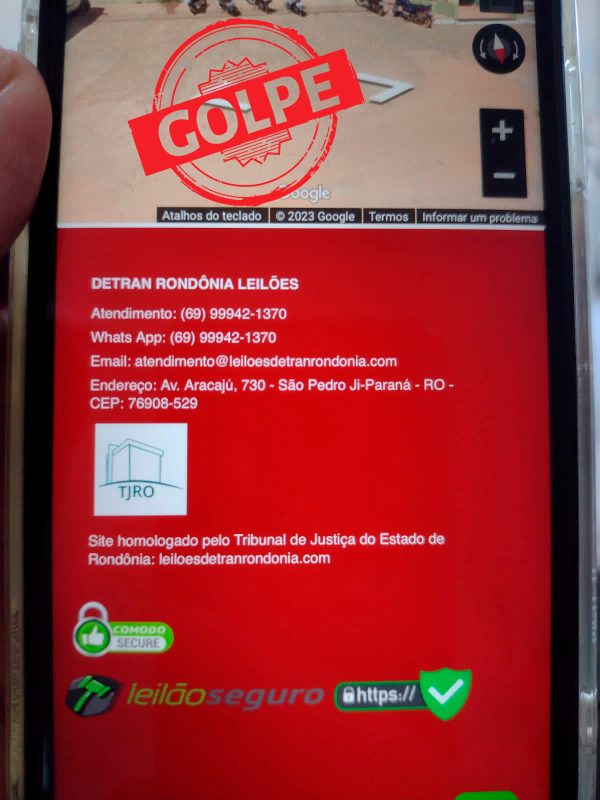 GOLPE
Google
Atalhos do teclado
© 2023 Google
Termos
Informar um problema
DETRAN RONDÔNIA LEILÕES
Atendimento: (69) 99942-1370
Whats App: (69) 99942-1370
Email: atendimento@leiloesdetranrondonia.com
Endereço: Av. Aracajú, 730 - São Pedro Ji-Paraná - RO -
CEP: 76908-529
TJRO
Site homologado pelo Tribunal de Justiça do Estado de
Rondônia: leiloesdetranrondonia.com
COMODO
SECURE
leilãoseguro
https://